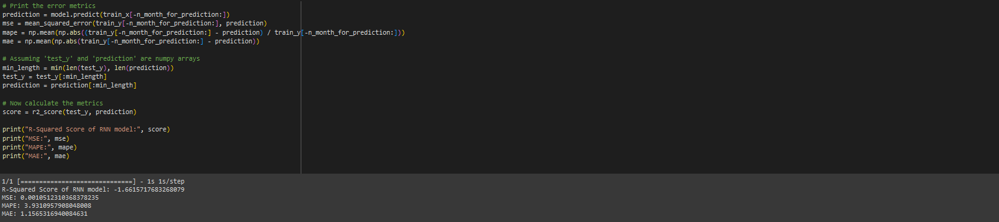 # Print the error metrics
prediction = model.predict(train_x[-n_month_for_prediction:])
mse = mean_squared_error(train_y[-n_month_for_prediction:], prediction)
mape = np.mean(np.abs((train_y[-n_month_for_prediction:] - prediction) / train_y[-n_month_for_prediction:]))
mae = np.mean(np.abs(train_y[-n_month_for_prediction:] - prediction))
# Assuming 'test_y' and 'prediction' are numpy arrays
min_length = min(len(test_y), len(prediction))
test_y = test_y[:min_length]
prediction = prediction[:min_length]
# Now calculate the metrics
score = r2_score(test_y, prediction)
print("R-Squared Score of RNN model:", score)
print("MSE:", mse)
print("MAPE:", mape)
print("MAE:", mae)
1/1 [==============================] - 1s 1s/step
R-Squared Score of RNN model: -1.6615717683268079
MSE: 0.0010512310368378235
MAPE: 3.9310957908048008
MAE: 1.1565316940084631